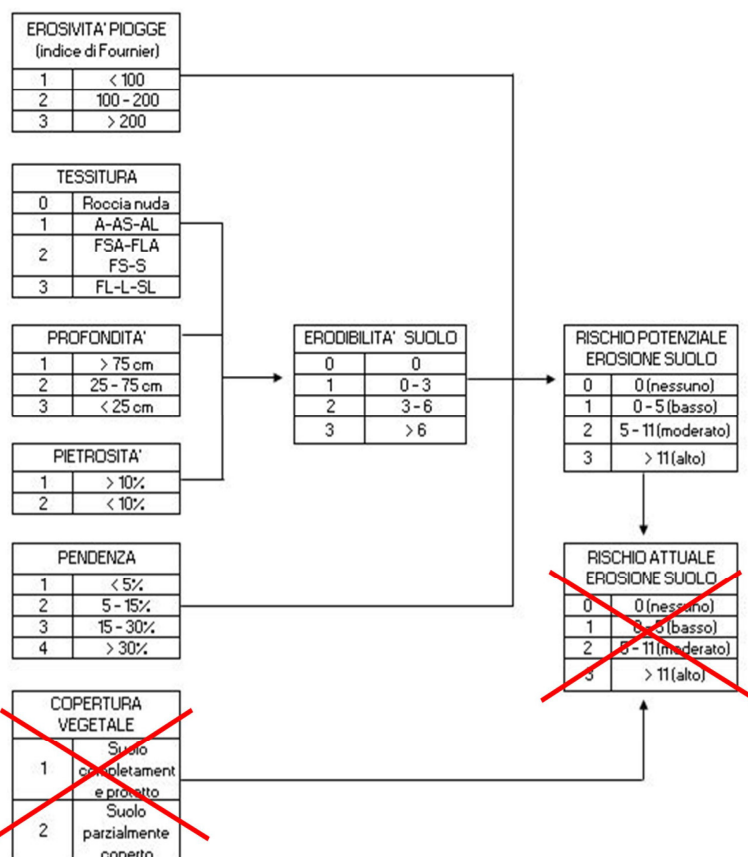 EROSIVITA' PIOGGE
(indice di Fournier)
1 < 100
2 100 - 200
3 > 200
TESSITURA
0 Roccia nuda
1 A-AS-AL
2 FSA-FLA
FS-S
3 FL-L-SL
PROFONDITA'
1 > 75 cm
2 25 - 75 cm
3 < 25 cm
PIETROSITA'
1 > 10%
2 < 10%
PENDENZA
1 < 5%
2 5 - 15%
3 15 - 30%
4 > 30%
COPERTURA
VEGETALE
1 Suolo
completament
e protetto
2 Suolo
parzialmente
coperto
ERODIBILITA' SUOLO
0 0
1 0 - 3
2 3 - 6
3 > 6
RISCHIO POTENZIALE
EROSIONE SUOLO
0 0 (nessuno)
1 0 - 5 (basso)
2 5 - 11 (moderato)
3 > 11 (alto)
RISCHIO ATTUALE
EROSIONE SUOLO
0 0 (nessuno)
1 0 - 5 (basso)
2 5 - 11 (moderato)
3 > 11 (alto)